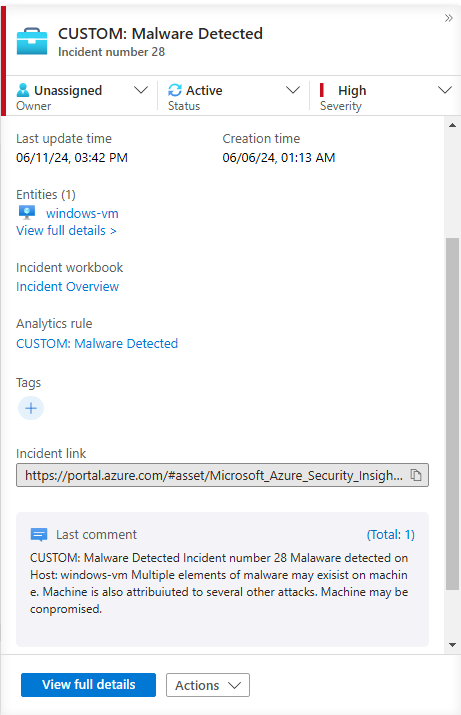 CUSTOM: Malware Detected
Incident number 28
Unassigned
Owner
Active
Status
High
Severity
Last update time
06/11/24, 03:42 PM
Creation time
06/06/24, 01:13 AM
Entities (1)
windows-vm
View full details >
Incident workbook
Incident Overview
Analytics rule
CUSTOM: Malware Detected
Tags
Incident link
https://portal.azure.com/#asset/Microsoft_Azure_Security_Insigh...
Last comment
(Total: 1)
CUSTOM: Malware Detected Incident number 28 Malaware detected on
Host: windows-vm Multiple elements of malware may exisist on machin
e. Machine is also attribuiuted to several other attacks. Machine may be
conpromised.
View full details
Actions